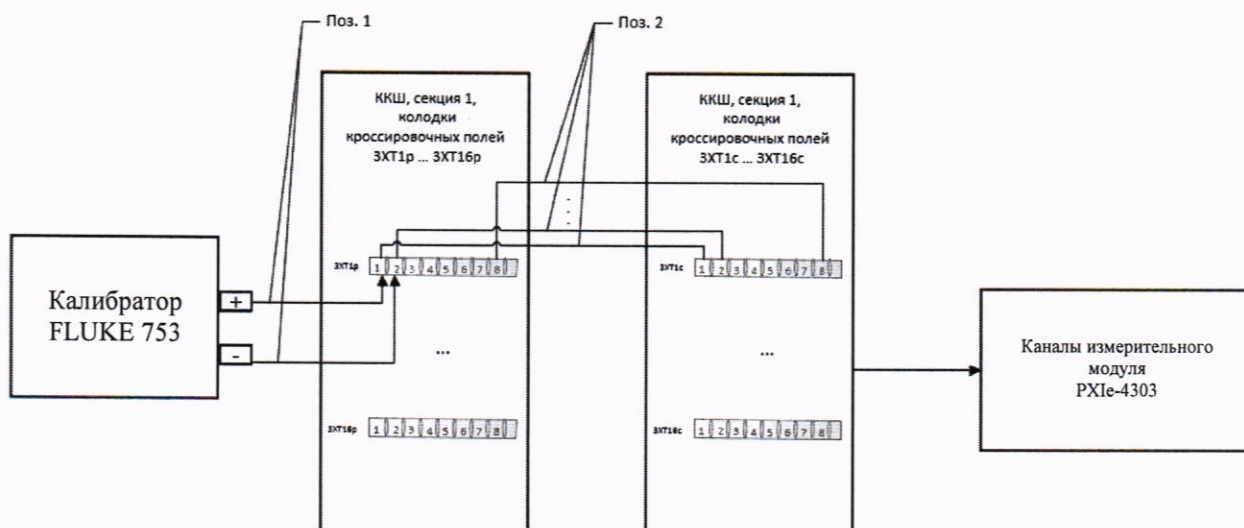 Поз. 1
Поз. 2
ККШ, секция 1,
колодки
кроссировочных полей
3ХТ1р ... 3ХТ16р
ККШ, секция 1,
колодки
кроссировочных полей
3ХТ1с ... 3ХТ16с
3ХТ1р 1 2 3 4 5 6 7 8
3ХТ1с 1 2 3 4 5 6 7 8
Калибратор
FLUKE 753
+
-
...
...
Каналы измерительного
модуля
PXIe-4303
3ХТ16р 1 2 3 4 5 6 7 8
3ХТ16с 1 2 3 4 5 6 7 8